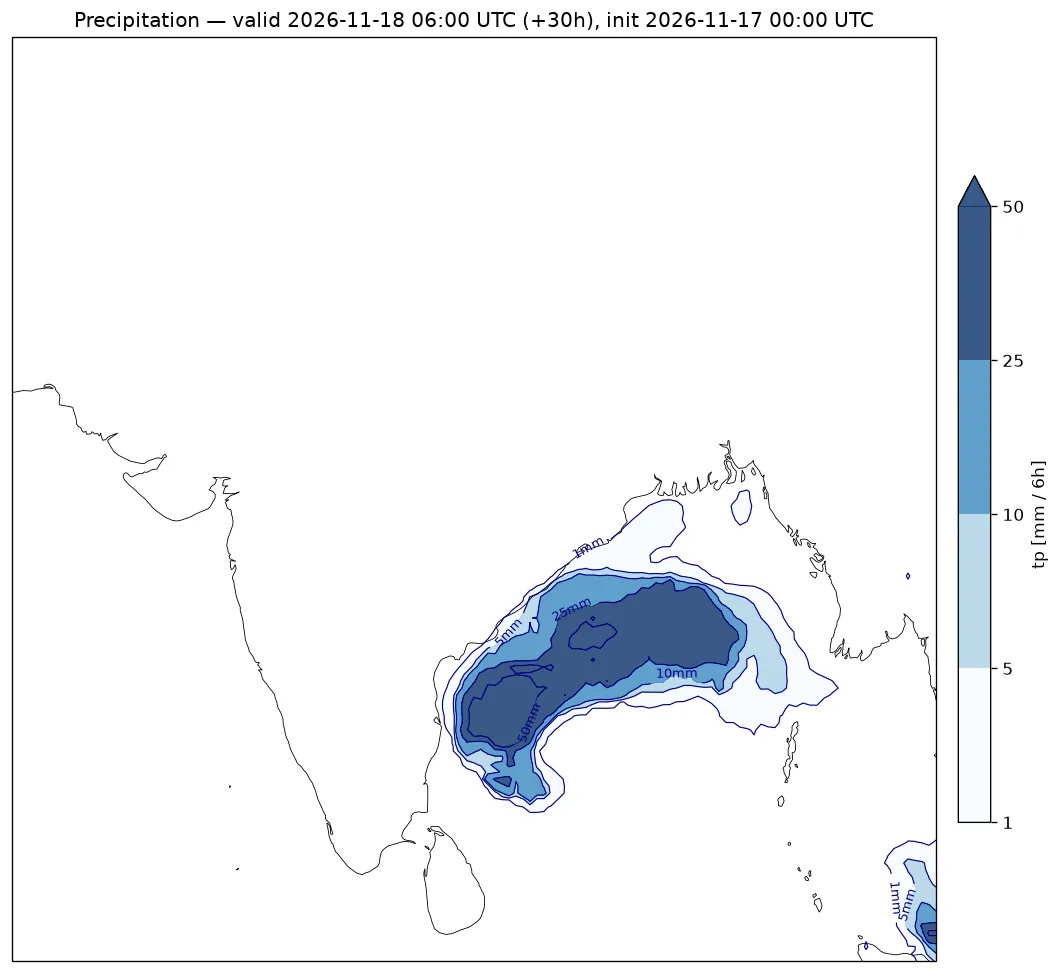 Precipitation — valid 2026-11-18 06:00 UTC (+30h), init 2026-11-17 00:00 UTC
50
25
10
5
1
tp [mm / 6h]
1mm
25mm
5mm
10mm
50mm
1mm
5mm